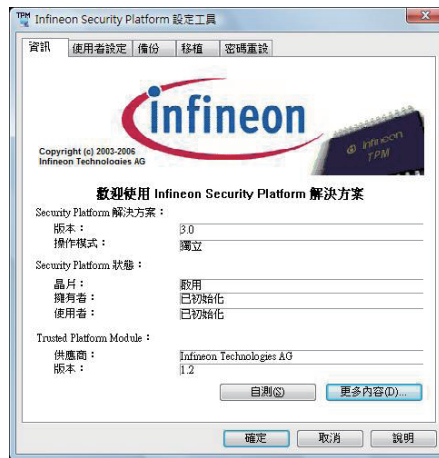 TPM Infineon Security Platform 設定工具
資訊 使用者設定 備份 移植 密碼重設
infineon
Copyright (c) 2003-2006
Infineon Technologies AG
infineon
TPM
歡迎使用 Infineon Security Platform 解決方案
Security Platform 解決方案：
版本： 3.0
操作模式： 獨立
Security Platform 狀態：
晶片： 啟用
擁有者： 已初始化
使用者： 已初始化
Trusted Platform Module：
供應商： Infineon Technologies AG
版本： 1.2
自測(S) 更多內容(D)...
確定 取消 說明